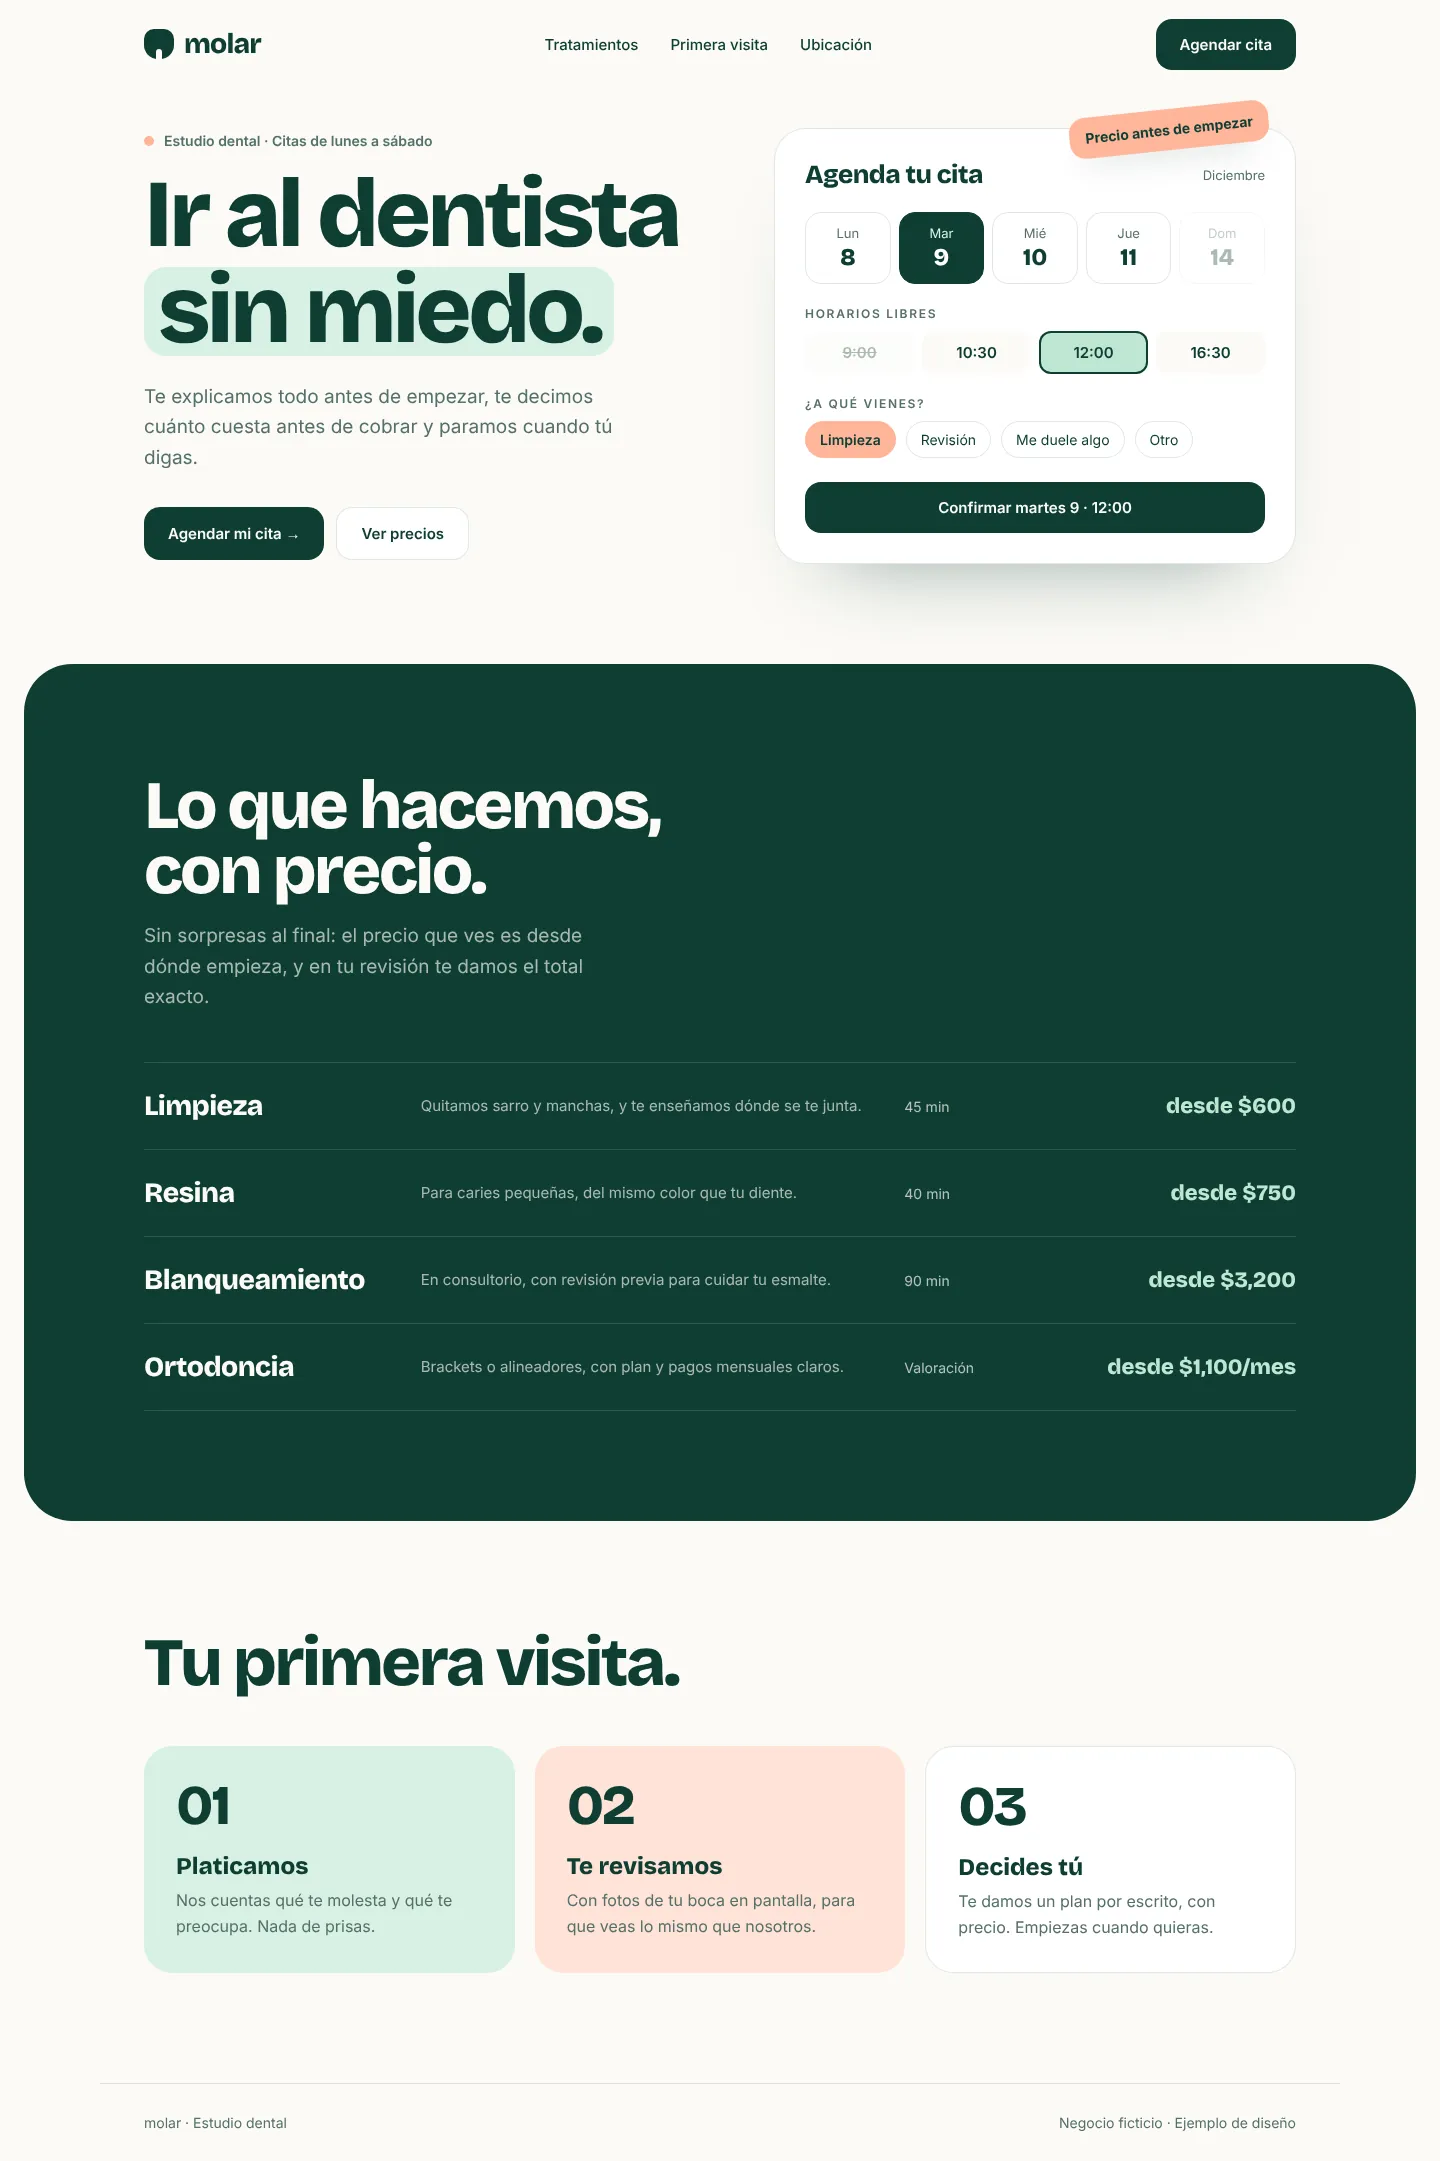 molar
Tratamientos
Primera visita
Ubicación
Agendar cita
Estudio dental · Citas de lunes a sábado
Ir al dentista
sin miedo.
Te explicamos todo antes de empezar, te decimos
cuánto cuesta antes de cobrar y paramos cuando tú
digas.
Agendar mi cita →
Ver precios
Precio antes de empezar
Agenda tu cita
Diciembre
Lun
8
Mar
9
Mié
10
Jue
11
Dom
14
HORARIOS LIBRES
9:00
10:30
12:00
16:30
¿A QUÉ VIENES?
Limpieza
Revisión
Me duele algo
Otro
Confirmar martes 9 · 12:00
Lo que hacemos,
con precio.
Sin sorpresas al final: el precio que ves es desde
dónde empieza, y en tu revisión te damos el total
exacto.
Limpieza
Quitamos sarro y manchas, y te enseñamos dónde se te junta.
45 min
desde $600
Resina
Para caries pequeñas, del mismo color que tu diente.
40 min
desde $750
Blanqueamiento
En consultorio, con revisión previa para cuidar tu esmalte.
90 min
desde $3,200
Ortodoncia
Brackets o alineadores, con plan y pagos mensuales claros.
Valoración
desde $1,100/mes
Tu primera visita.
01
Platicamos
Nos cuentas qué te molesta y qué te
preocupa. Nada de prisas.
02
Te revisamos
Con fotos de tu boca en pantalla, para
que veas lo mismo que nosotros.
03
Decides tú
Te damos un plan por escrito, con
precio. Empiezas cuando quieras.
molar · Estudio dental
Negocio ficticio · Ejemplo de diseño